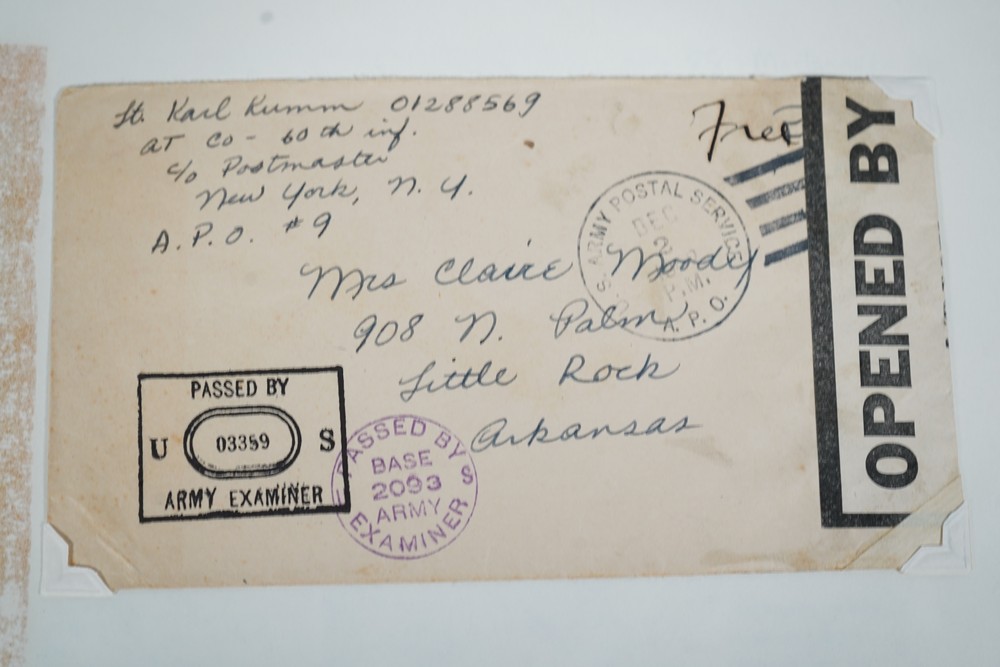 Lt. Karl Kumm 01288569
AT Co - 60th inf.
c/o Postmaster
New York, N. Y.
A.P.O. #9
Free
U.S. ARMY POSTAL SERVICE
DEC
2
P.M.
A.P.O.
Mrs Claire Moody
908 N. Palm
Little Rock
Arkansas
PASSED BY
U 03359 S
ARMY EXAMINER
PASSED BY
BASE
2093
ARMY
EXAMINER
U S
OPENED BY